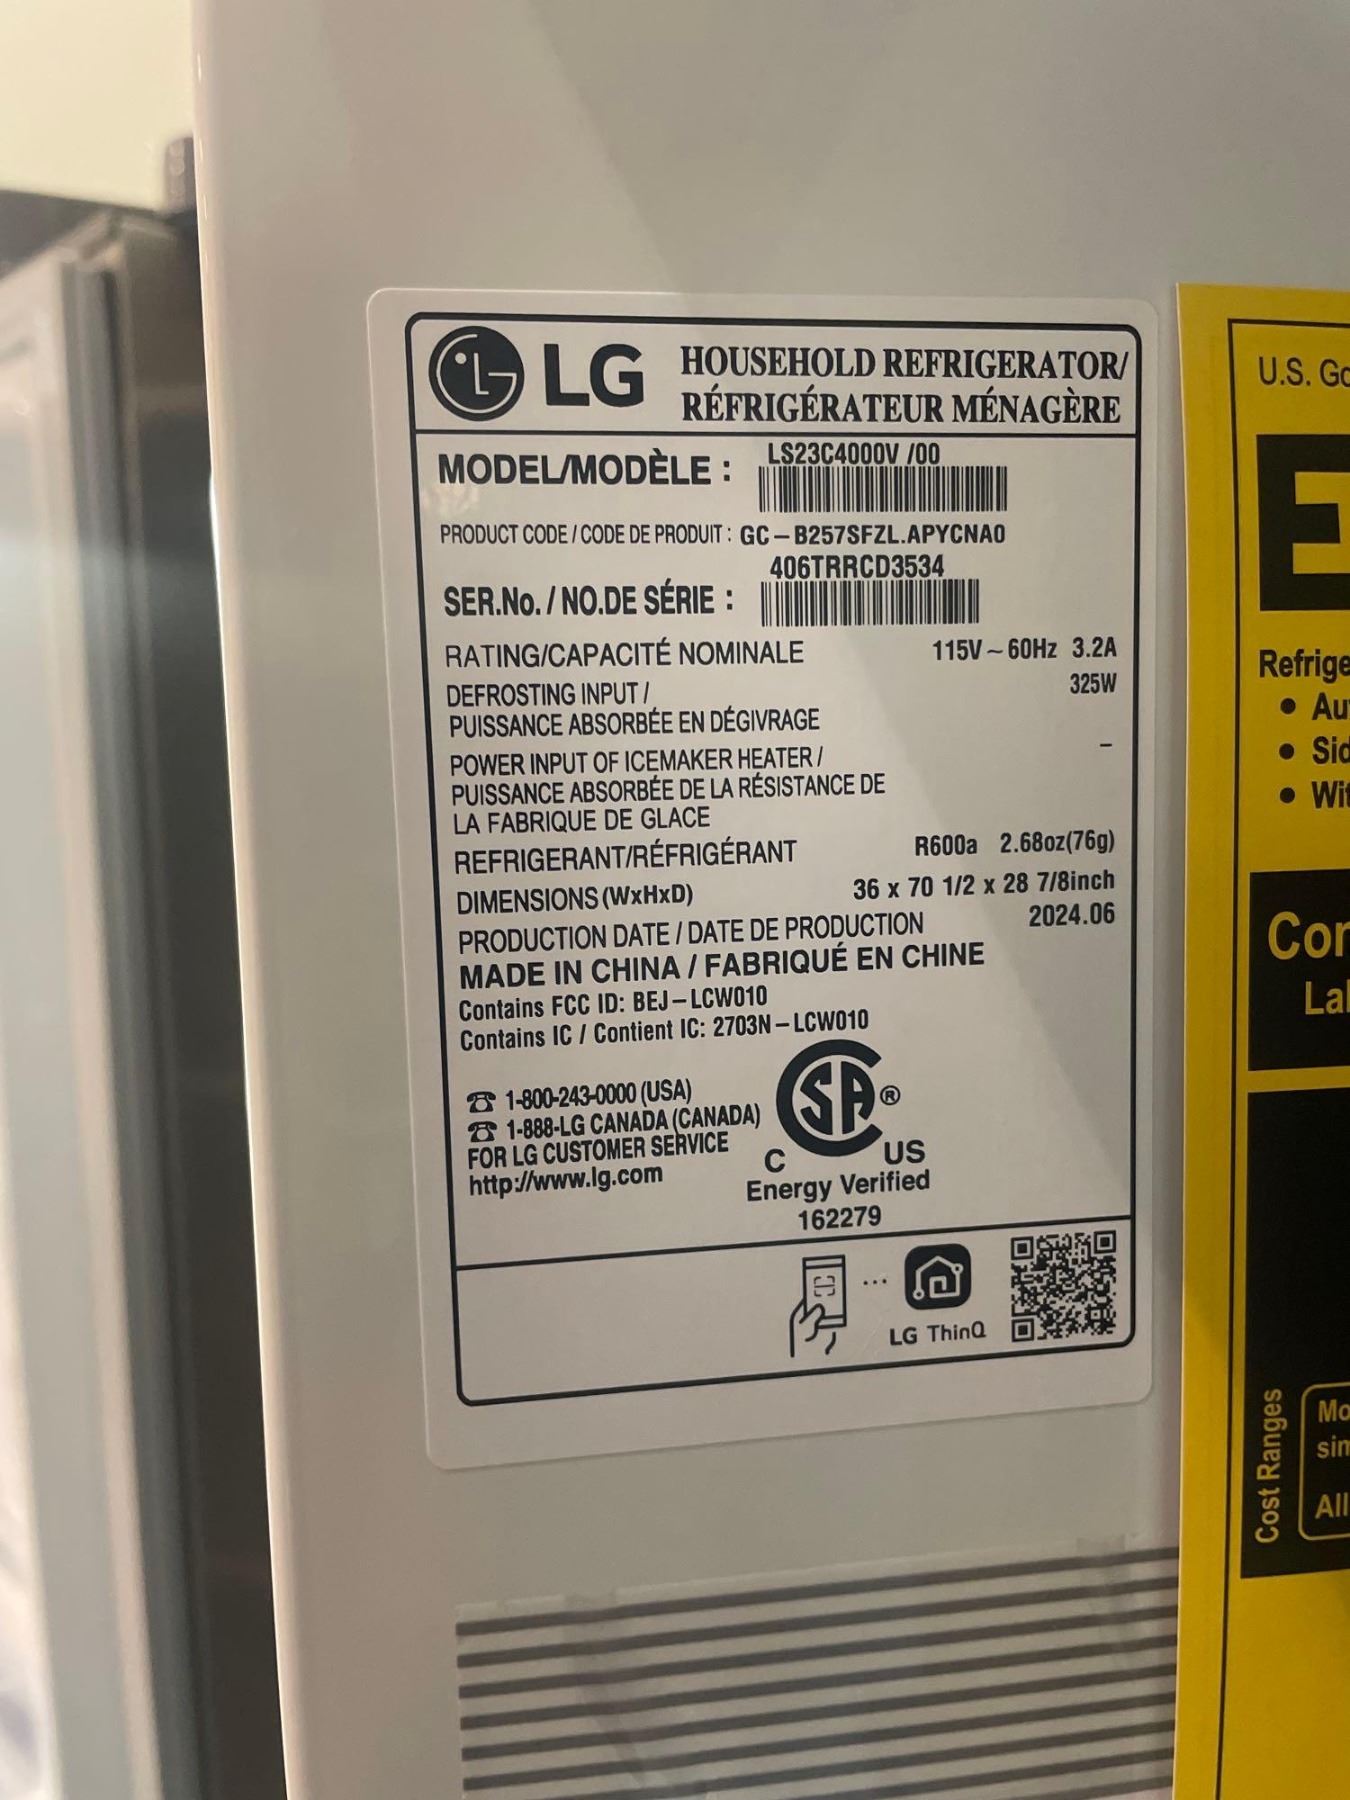 LG
HOUSEHOLD REFRIGERATOR/
RÉFRIGÉRATEUR MÉNAGÈRE
MODEL/MODÈLE : LS23C4000V /00
PRODUCT CODE / CODE DE PRODUIT : GC-B257SFZL.APYCNA0
406TRRCD3534
SER.No. / NO.DE SÉRIE :
RATING/CAPACITÉ NOMINALE 115V~60Hz 3.2A
DEFROSTING INPUT / 325W
PUISSANCE ABSORBÉE EN DÉGIVRAGE
POWER INPUT OF ICEMAKER HEATER / –
PUISSANCE ABSORBÉE DE LA RÉSISTANCE DE
LA FABRIQUE DE GLACE
REFRIGERANT/RÉFRIGÉRANT R600a 2.68oz(76g)
DIMENSIONS (WxHxD) 36 x 70 1/2 x 28 7/8inch
PRODUCTION DATE / DATE DE PRODUCTION 2024.06
MADE IN CHINA / FABRIQUÉ EN CHINE
Contains FCC ID: BEJ-LCW010
Contains IC / Contient IC: 2703N-LCW010
☎ 1-800-243-0000 (USA)
☎ 1-888-LG CANADA (CANADA)
FOR LG CUSTOMER SERVICE
http://www.lg.com
SA ®
C US
Energy Verified
162279
LG ThinQ
U.S. Go
E
Refrige
• Au
• Sid
• Wit
Cor
La
Cost Ranges
Mo
sim
All